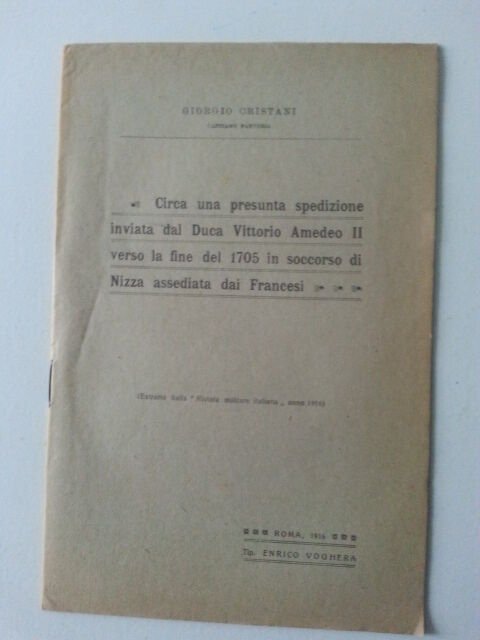 GIORGIO CRISTANI
CAPITANO FANTERIA
Circa una presunta spedizione
inviata dal Duca Vittorio Amedeo II
verso la fine del 1705 in soccorso di
Nizza assediata dai Francesi
(Estratto dalla "Rivista militare italiana„ anno 1916)
ROMA, 1916
Tip. ENRICO VOGHERA